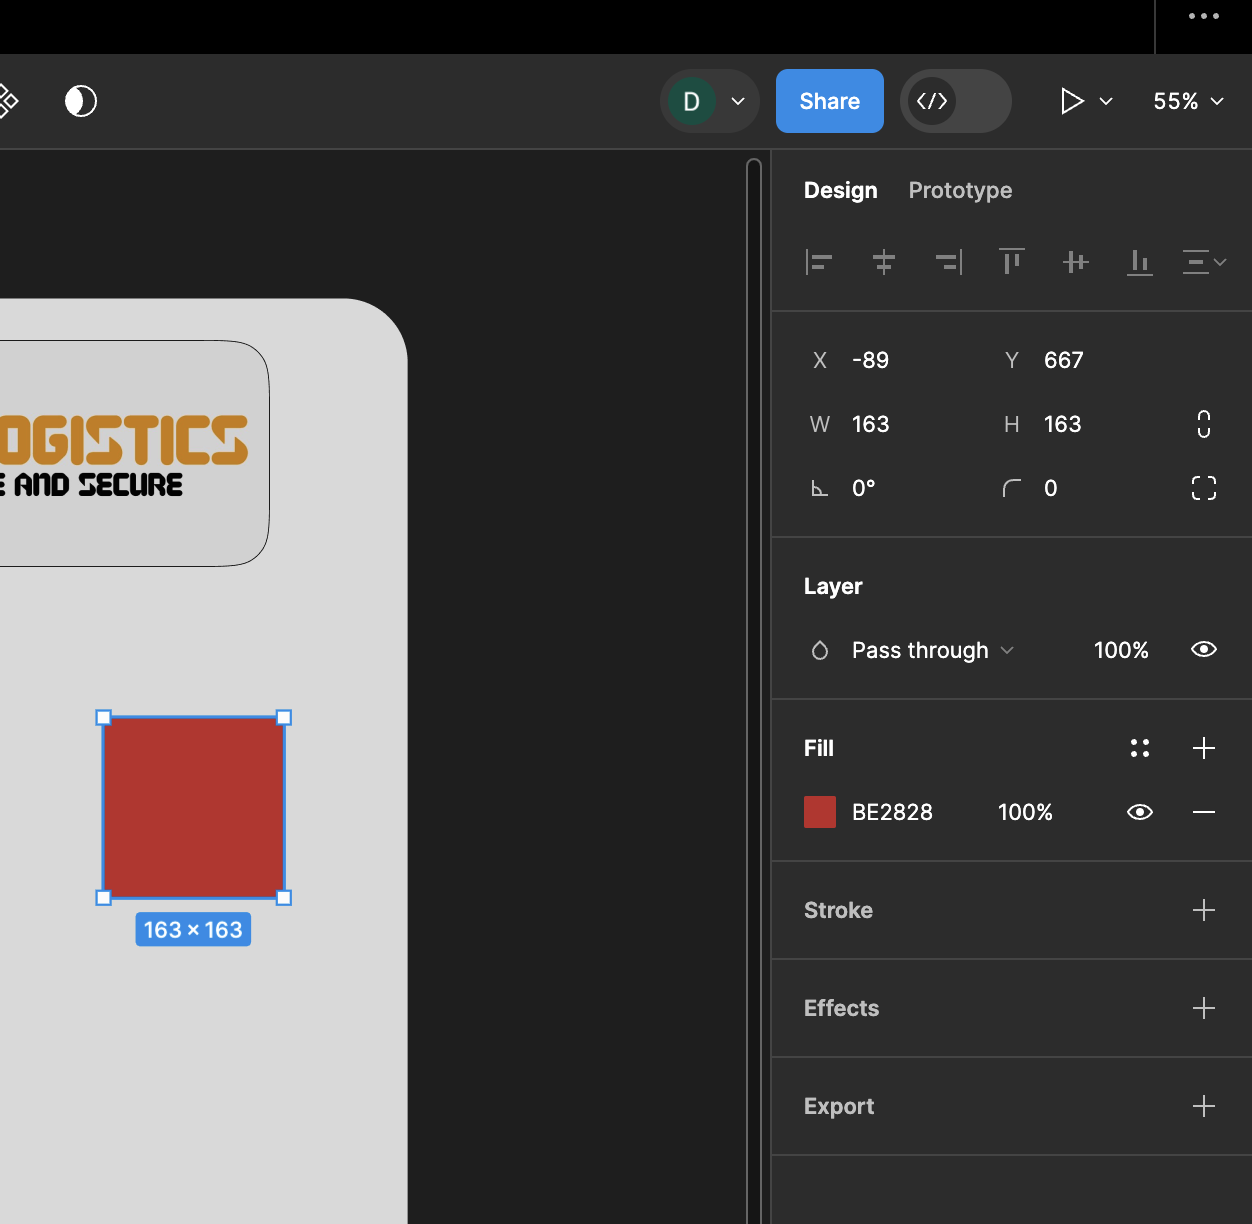 D
Share
</>
55%
Design Prototype
X -89 Y 667
W 163 H 163
0° 0
OGISTICS
E AND SECURE
Layer
Pass through 100%
Fill
BE2828 100%
163 × 163
Stroke
Effects
Export